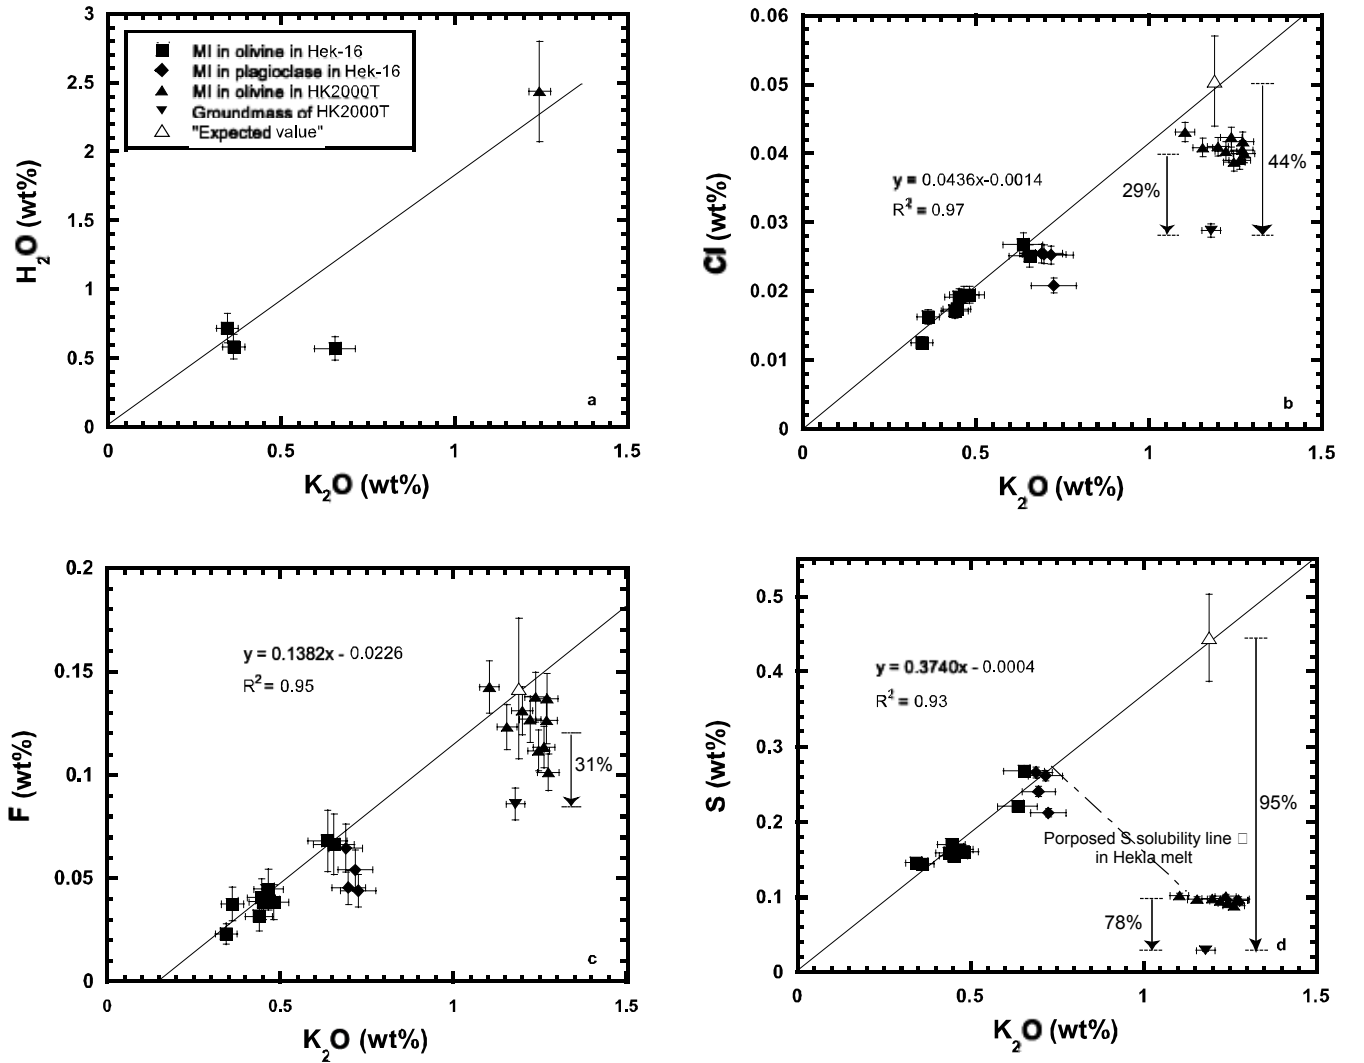 3
2.5
2
1.5
1
0.5
0
H2O (wt%)
MI in olivine in Hek-16
MI in plagioclase in Hek-16
MI in olivine in HK2000T
Groundmass of HK2000T
"Expected value"
a
0 0.5 1 1.5
K2O (wt%)
0.06
0.05
0.04
0.03
0.02
0.01
0
Cl (wt%)
y = 0.0436x-0.0014
R2 = 0.97
29%
44%
b
0 0.5 1 1.5
K2O (wt%)
0.2
0.15
0.1
0.05
0
F (wt%)
y = 0.1382x - 0.0226
R2 = 0.95
31%
c
0 0.5 1 1.5
K2O (wt%)
0.5
0.4
0.3
0.2
0.1
0
S (wt%)
y = 0.3740x - 0.0004
R2 = 0.93
95%
Porposed S solubility line
in Hekla melt
78%
d
0 0.5 1 1.5
K2O (wt%)